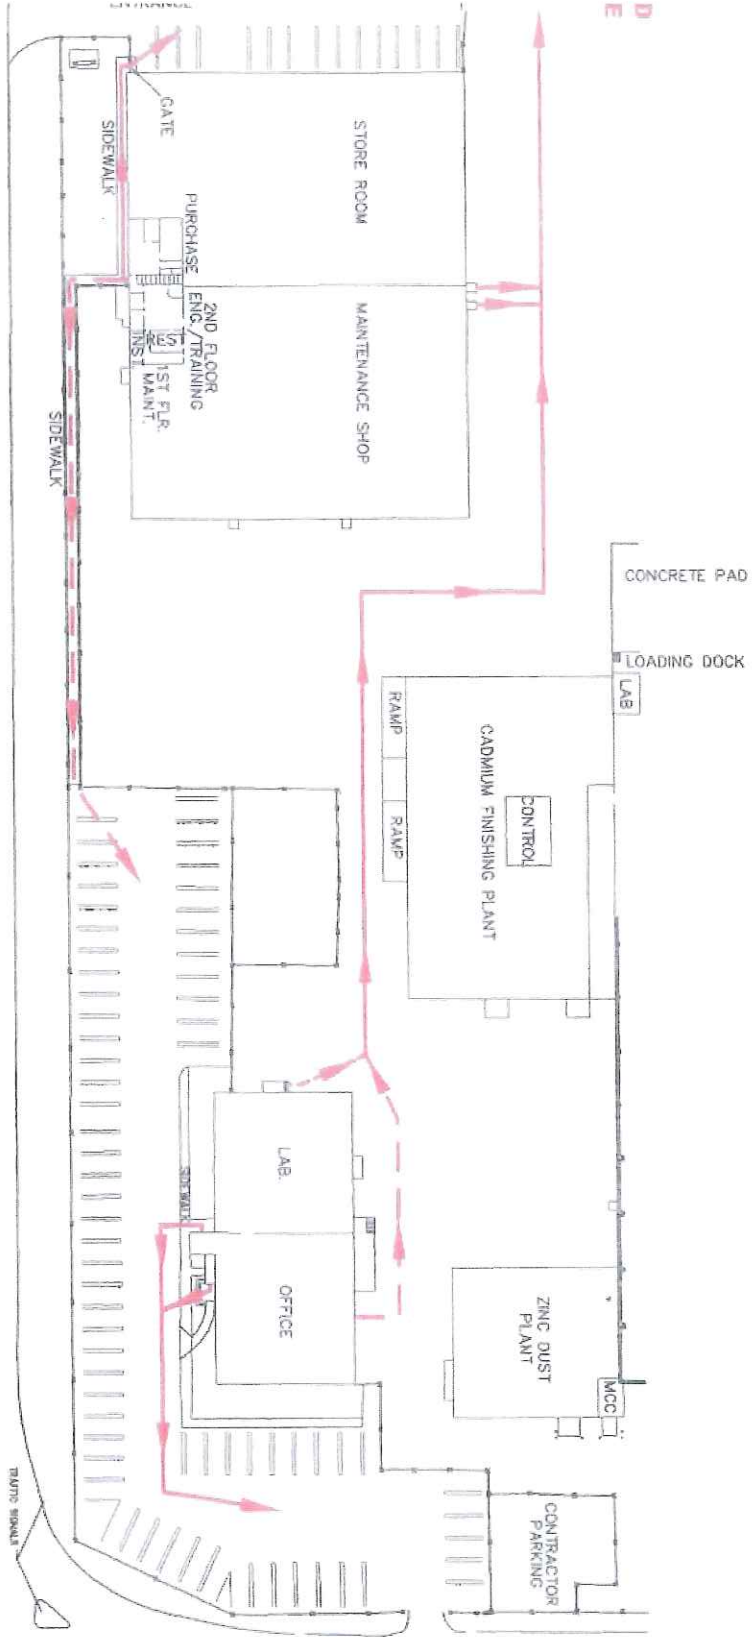 ENTRANCE
D
E
GATE
SIDEWALK
STORE ROOM
PURCHASE
2ND FLOOR
ENG./TRAINING
RES
INST
1ST FLR.
MAINT.
MAINTENANCE SHOP
SIDEWALK
CONCRETE PAD
LOADING DOCK
LAB
RAMP
RAMP
CONTROL
CADMIUM FINISHING PLANT
LAB.
SIDEWALK
OFFICE
ZINC DUST
PLANT
MCC
CONTRACTOR
PARKING
TRAFFIC SIGNALS